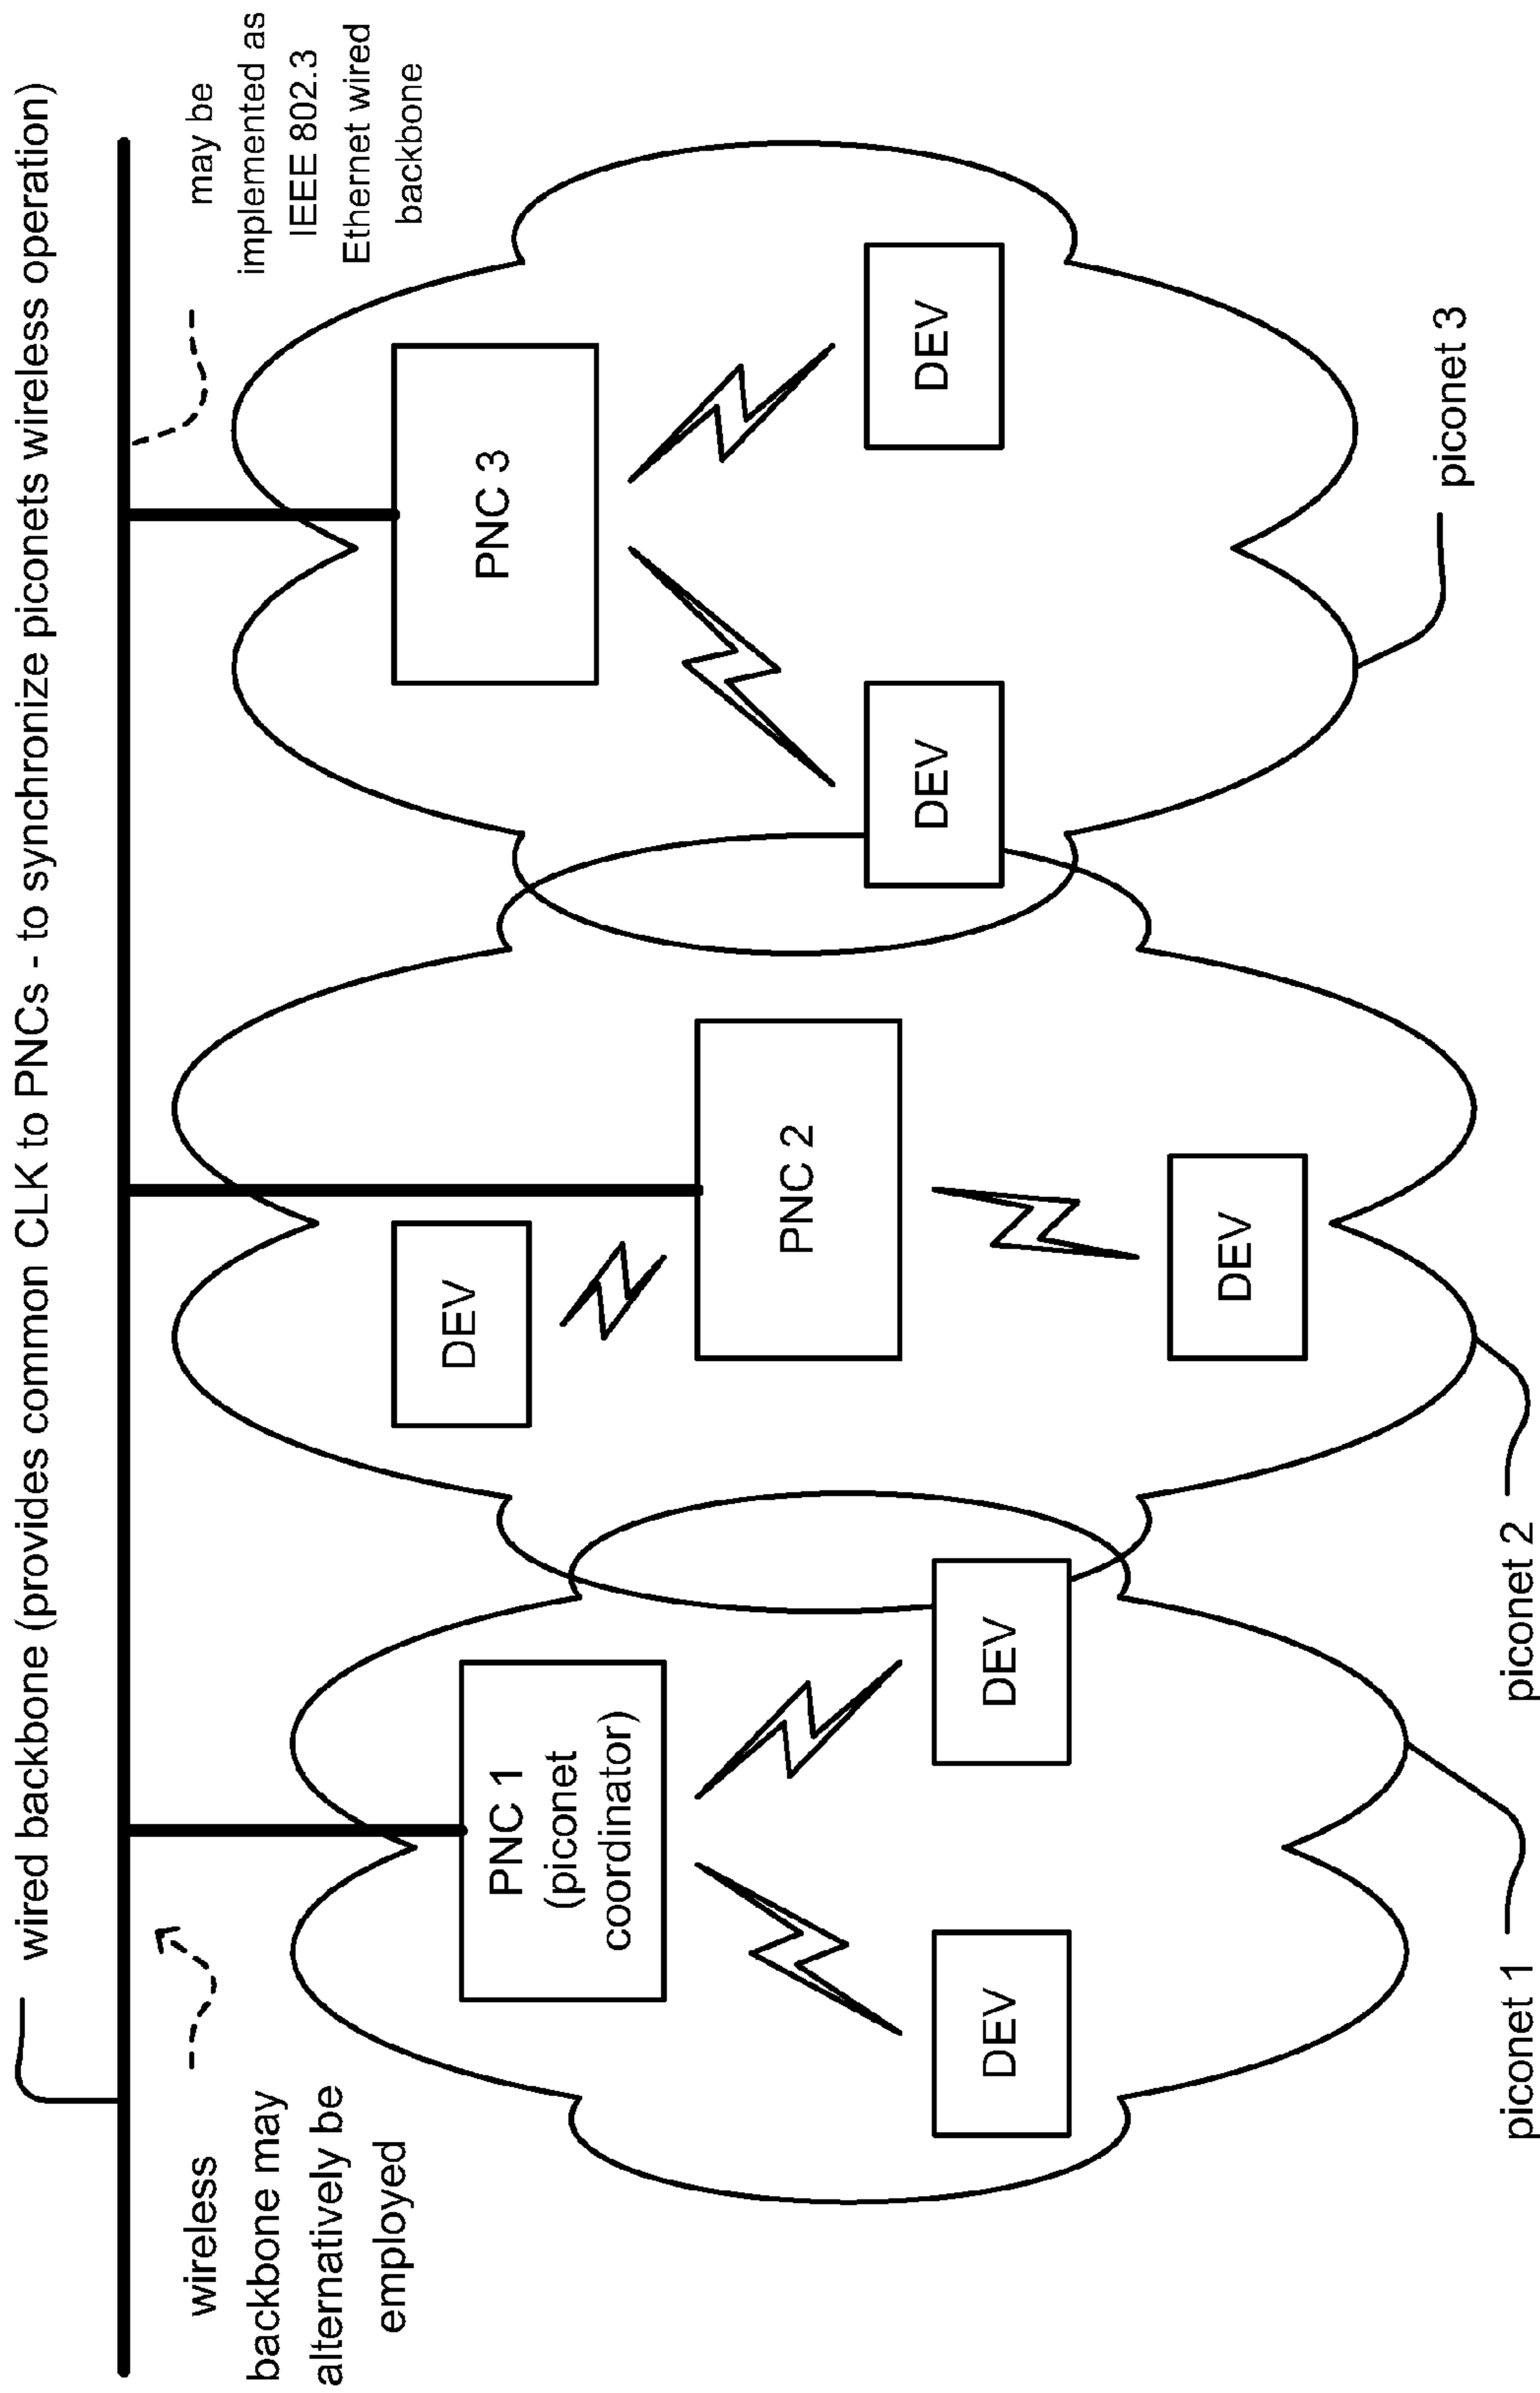 wired backbone (provides common CLK to PNCs - to synchronize piconets wireless operation)
wireless
backbone may
alternatively be
employed
may be
implemented as
IEEE 802.3
Ethernet wired
backbone
PNC 1
(piconet
coordinator)
DEV
DEV
DEV
PNC 2
DEV
PNC 3
DEV
DEV
piconet 1
piconet 2
piconet 3